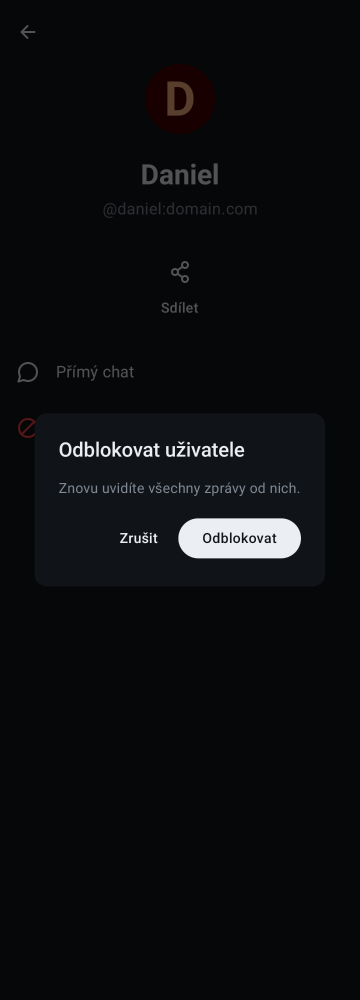 D
Daniel
@daniel:domain.com
Sdílet
Přímý chat
Odblokovat uživatele
Znovu uvidíte všechny zprávy od nich.
Zrušit
Odblokovat